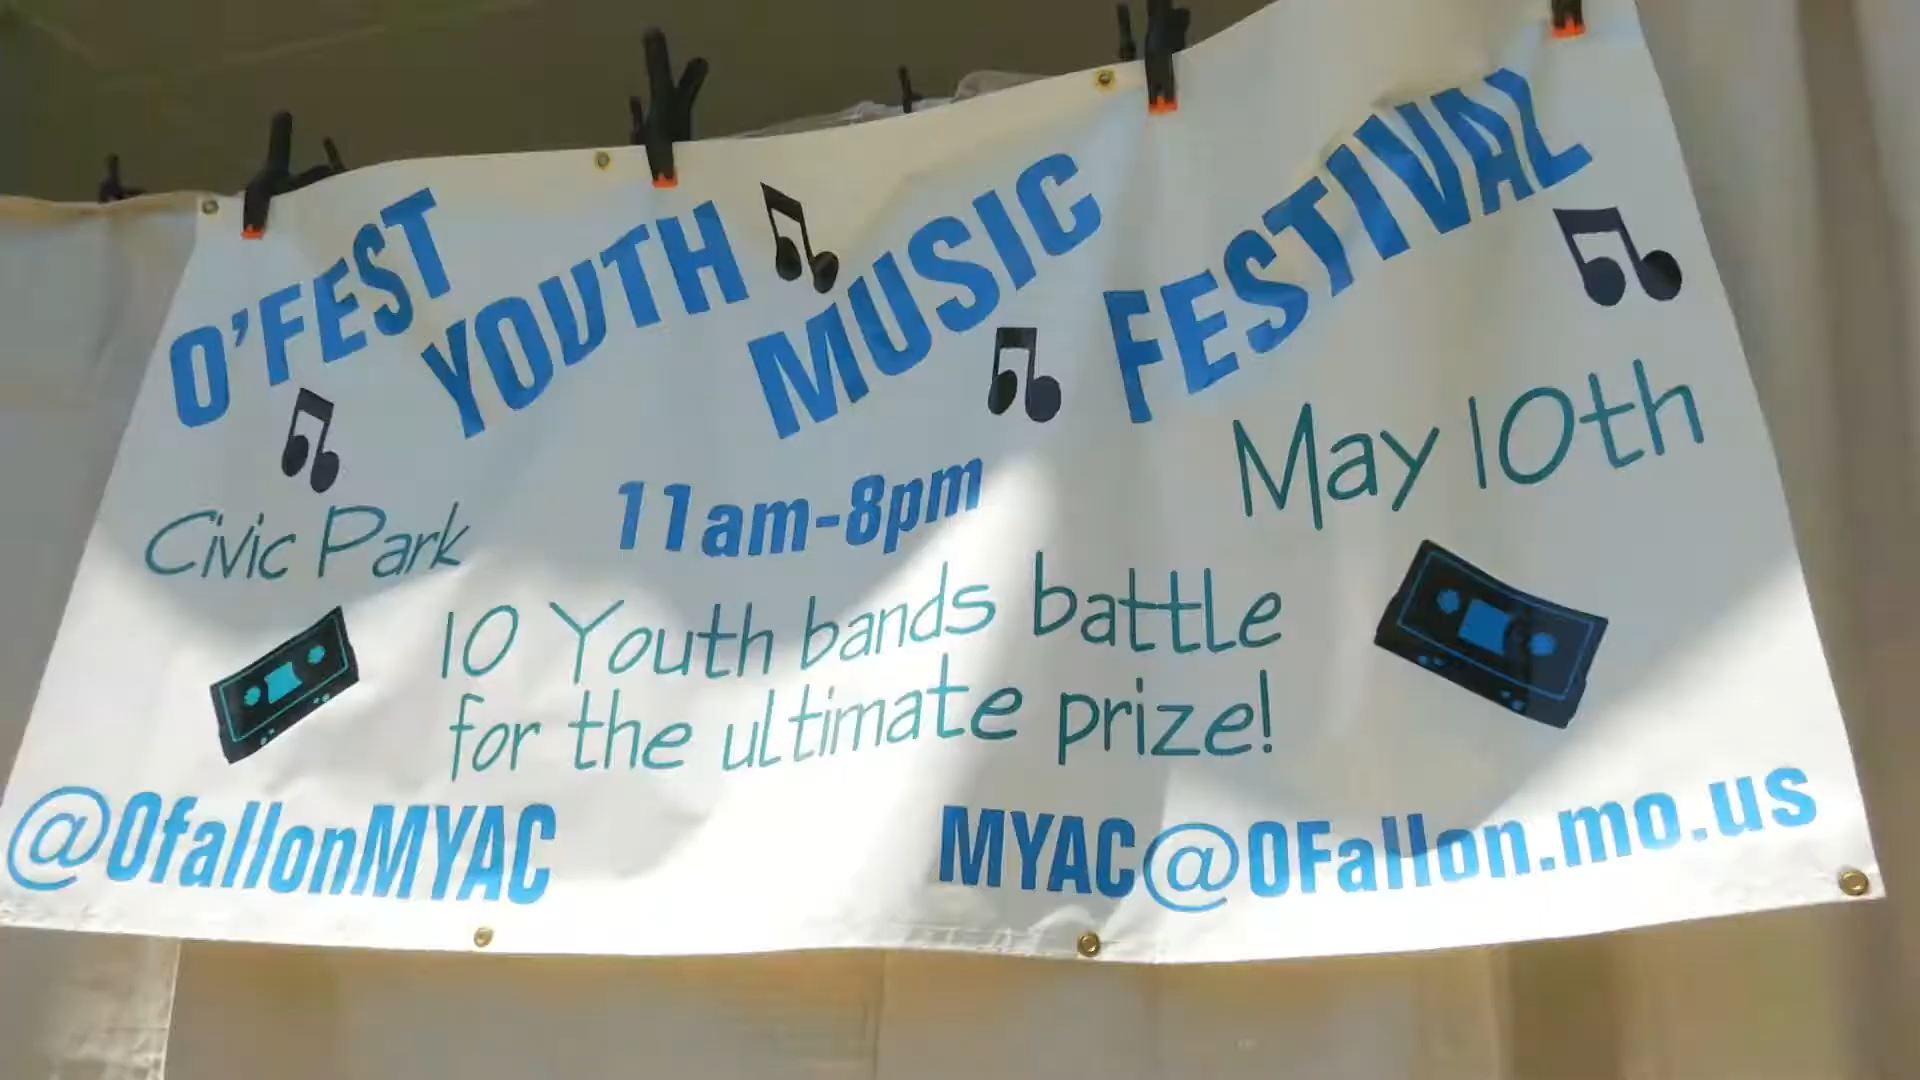 O'FEST YOUTH MUSIC FESTIVAL
May 10th
Civic Park
11am-8pm
10 Youth bands battle
for the ultimate prize!
@OfallonMYAC
MYAC@OFallon.mo.us